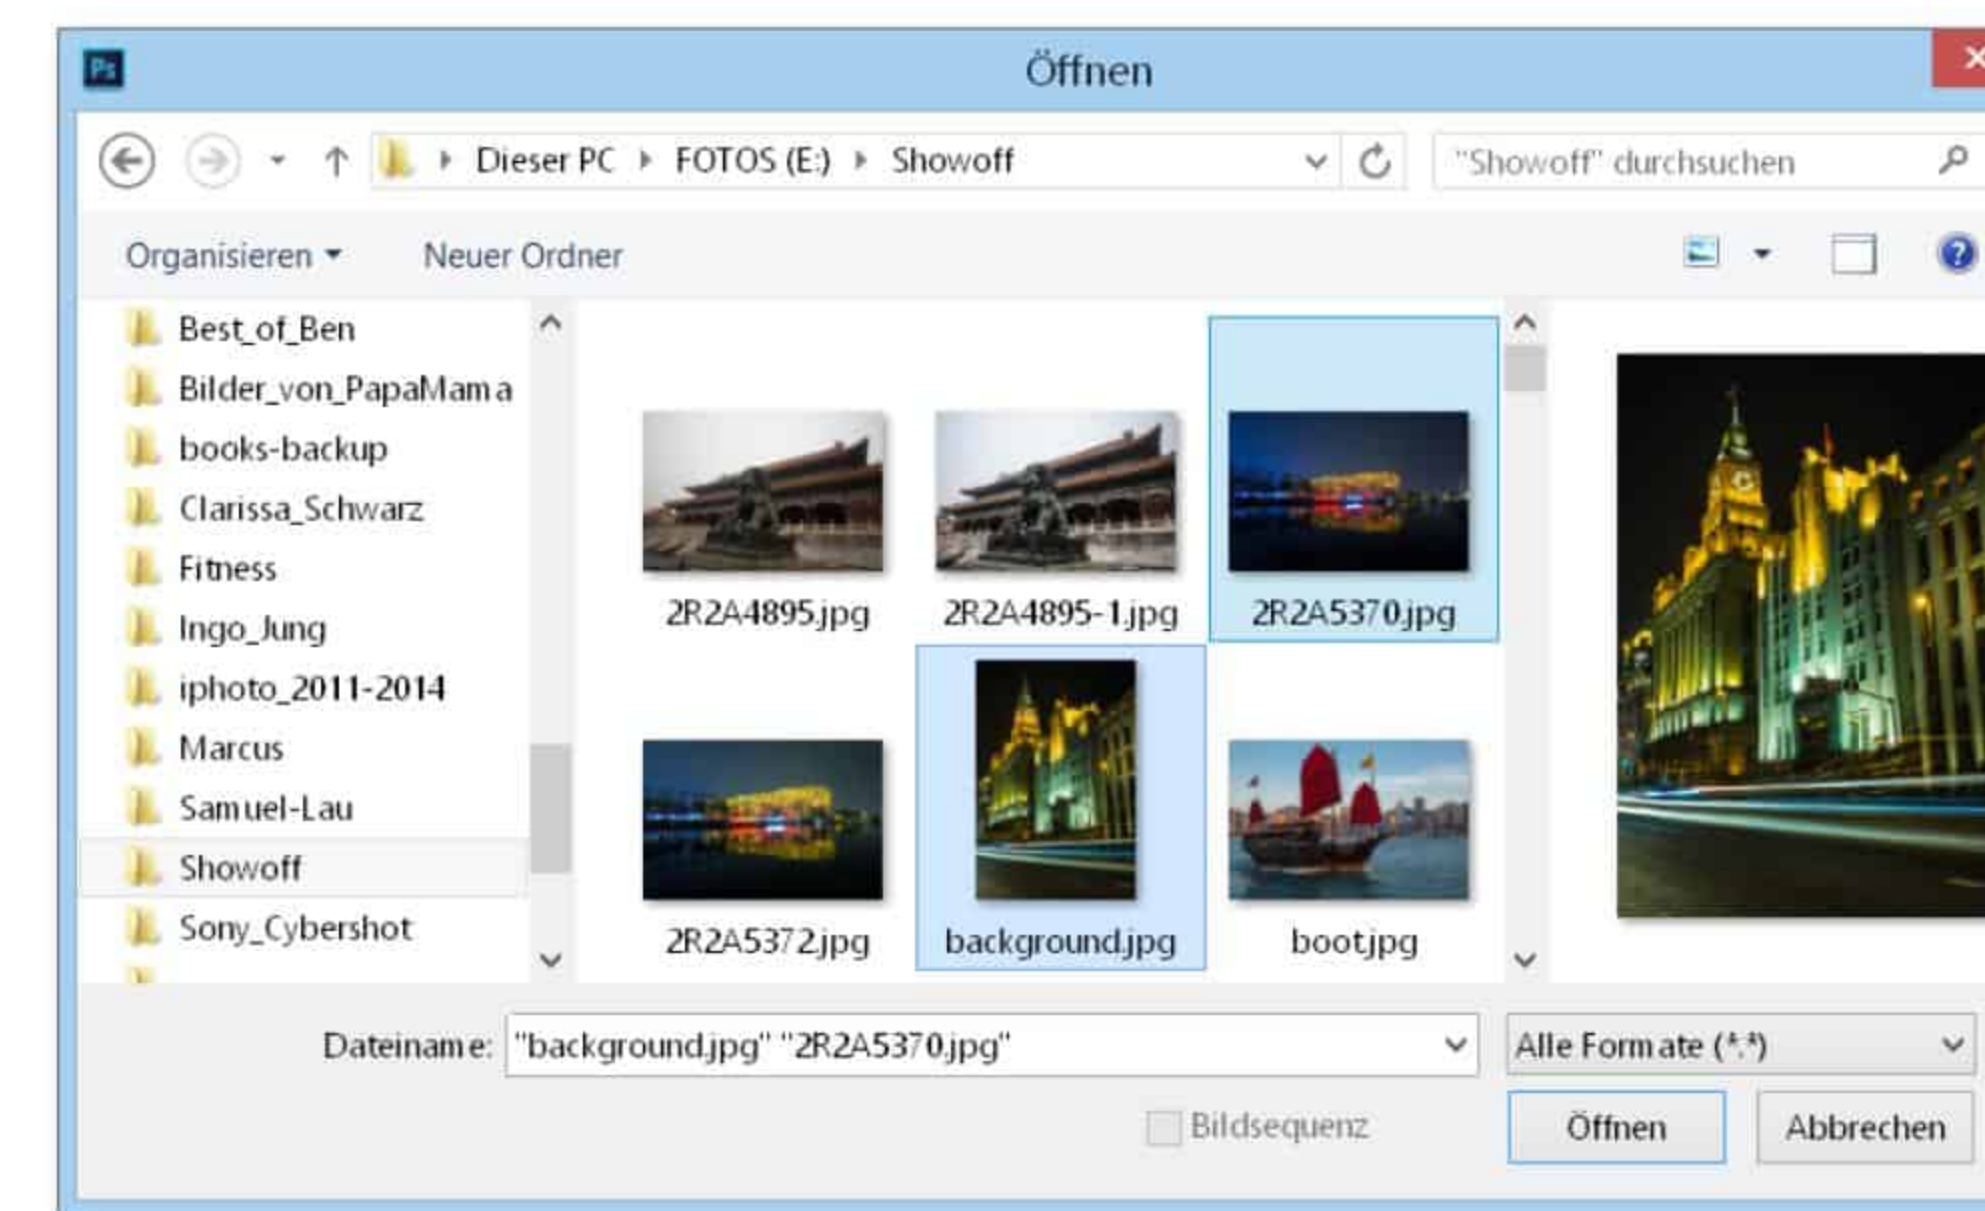 Ps
Öffnen
Dieser PC FOTOS (E:) Showoff
"Showoff" durchsuchen
Organisieren Neuer Ordner
?
Best_of_Ben
Bilder_von_PapaMama
books-backup
Clarissa_Schwarz
Fitness
Ingo_Jung
iphoto_2011-2014
Marcus
Samuel-Lau
Showoff
Sony_Cybershot
2R2A4895.jpg 2R2A4895-1.jpg 2R2A5370.jpg
2R2A5372.jpg background.jpg boot.jpg
Dateiname: "background.jpg" "2R2A5370.jpg"
Alle Formate (*.*)
Bildsequenz
Öffnen Abbrechen